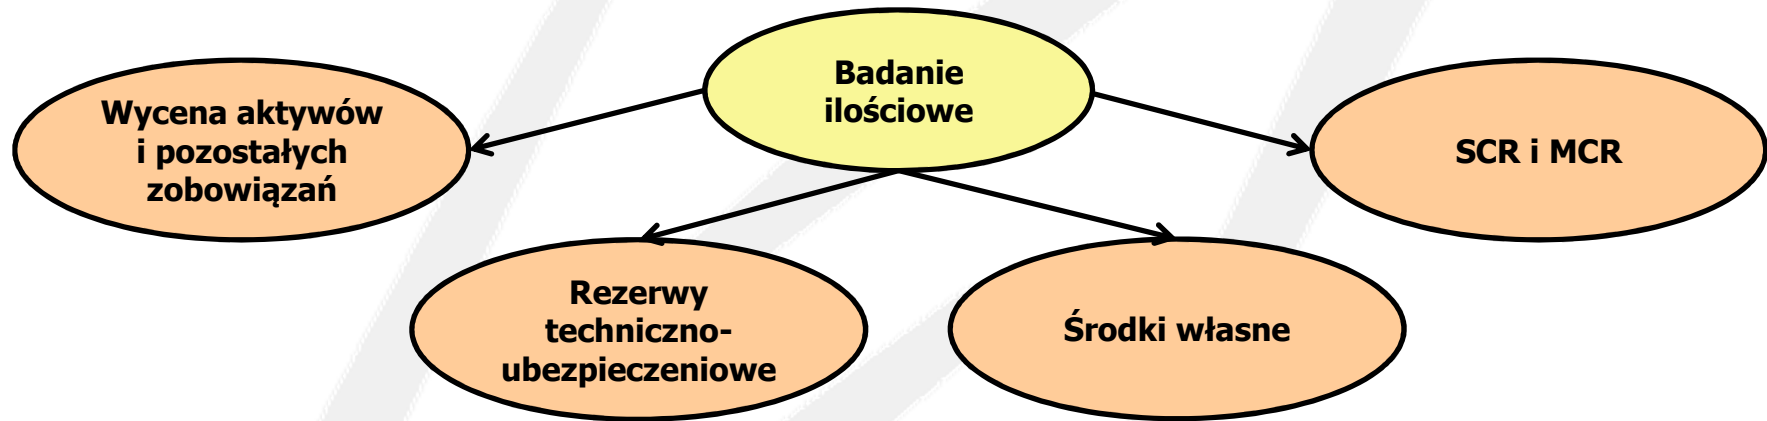 Badanie
ilościowe
Wycena aktywów
i pozostałych
zobowiązań
SCR i MCR
Rezerwy
techniczno-
ubezpieczeniowe
Środki własne